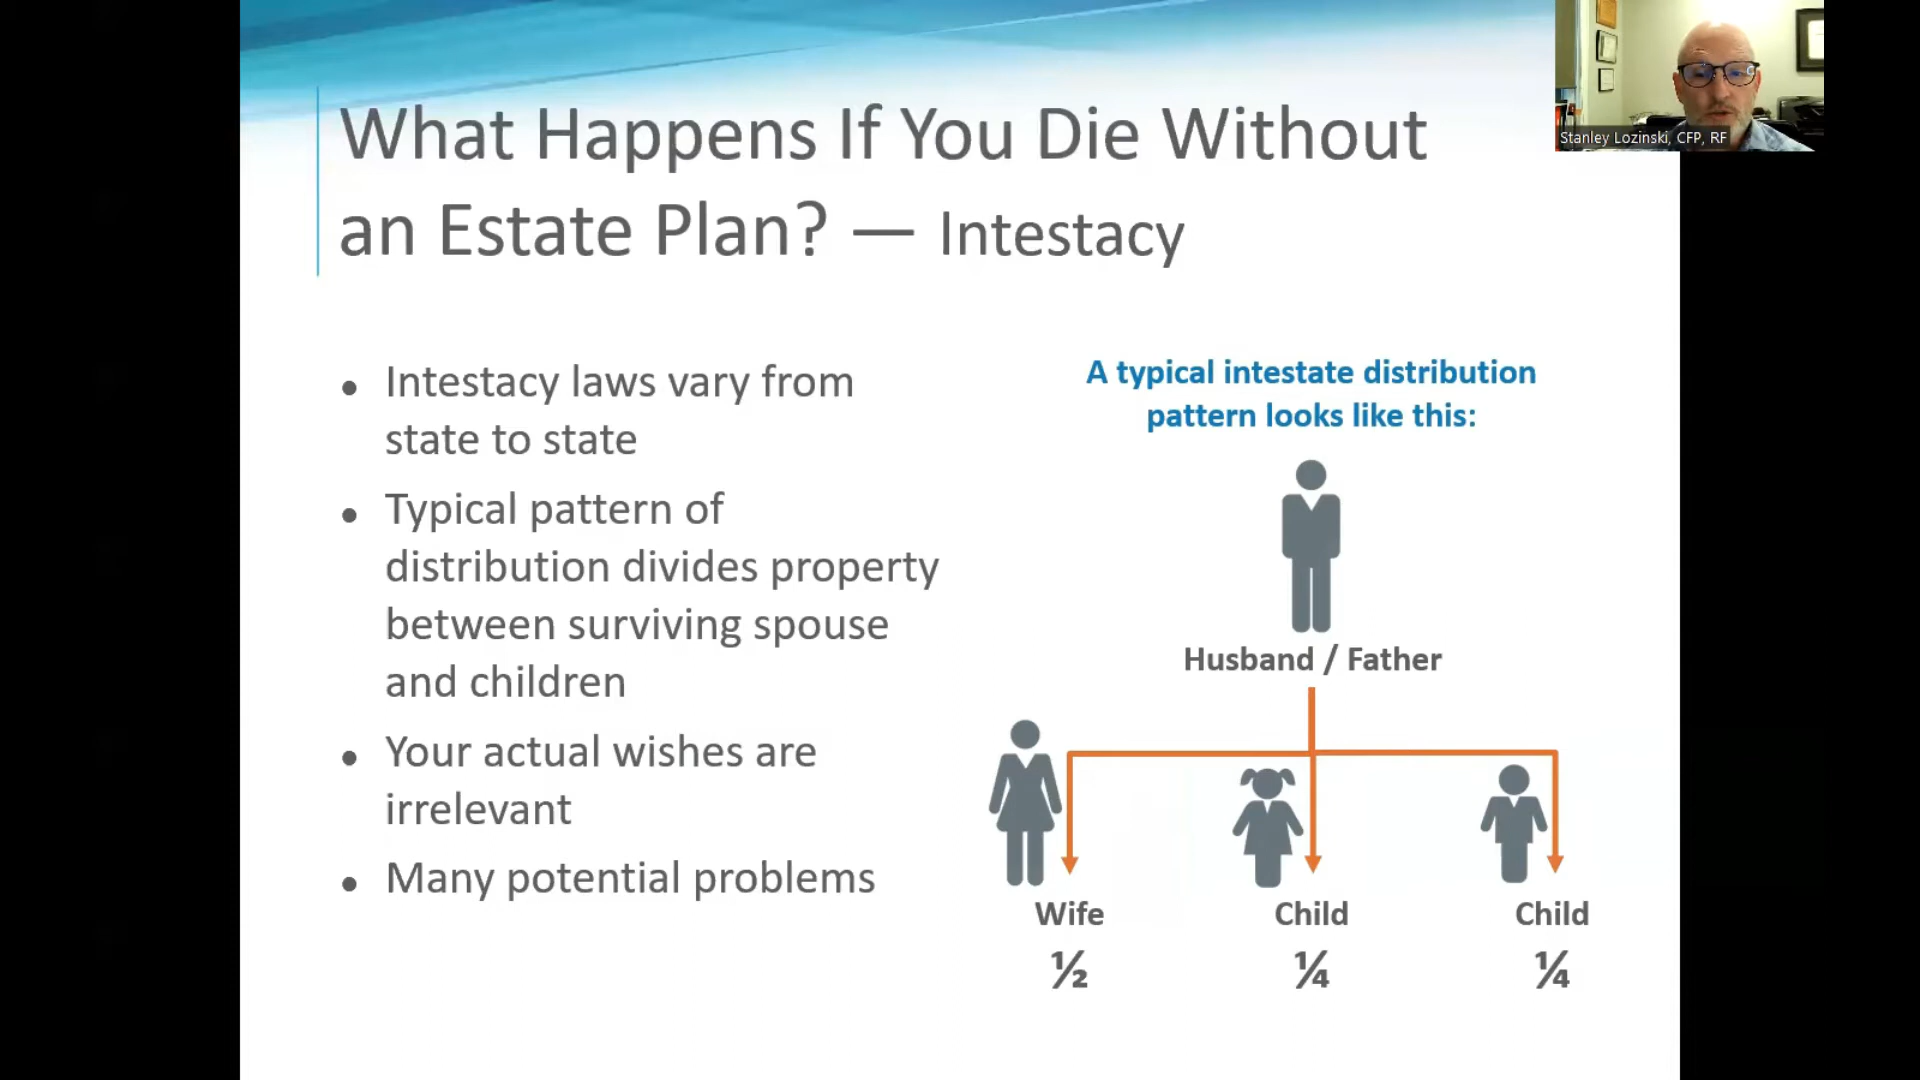 What Happens If You Die Without
an Estate Plan? — Intestacy
Stanley Lozinski, CFP, RF
• Intestacy laws vary from
state to state
• Typical pattern of
distribution divides property
between surviving spouse
and children
• Your actual wishes are
irrelevant
• Many potential problems
A typical intestate distribution
pattern looks like this:
Husband / Father
Wife
Child
Child
½
¼
¼